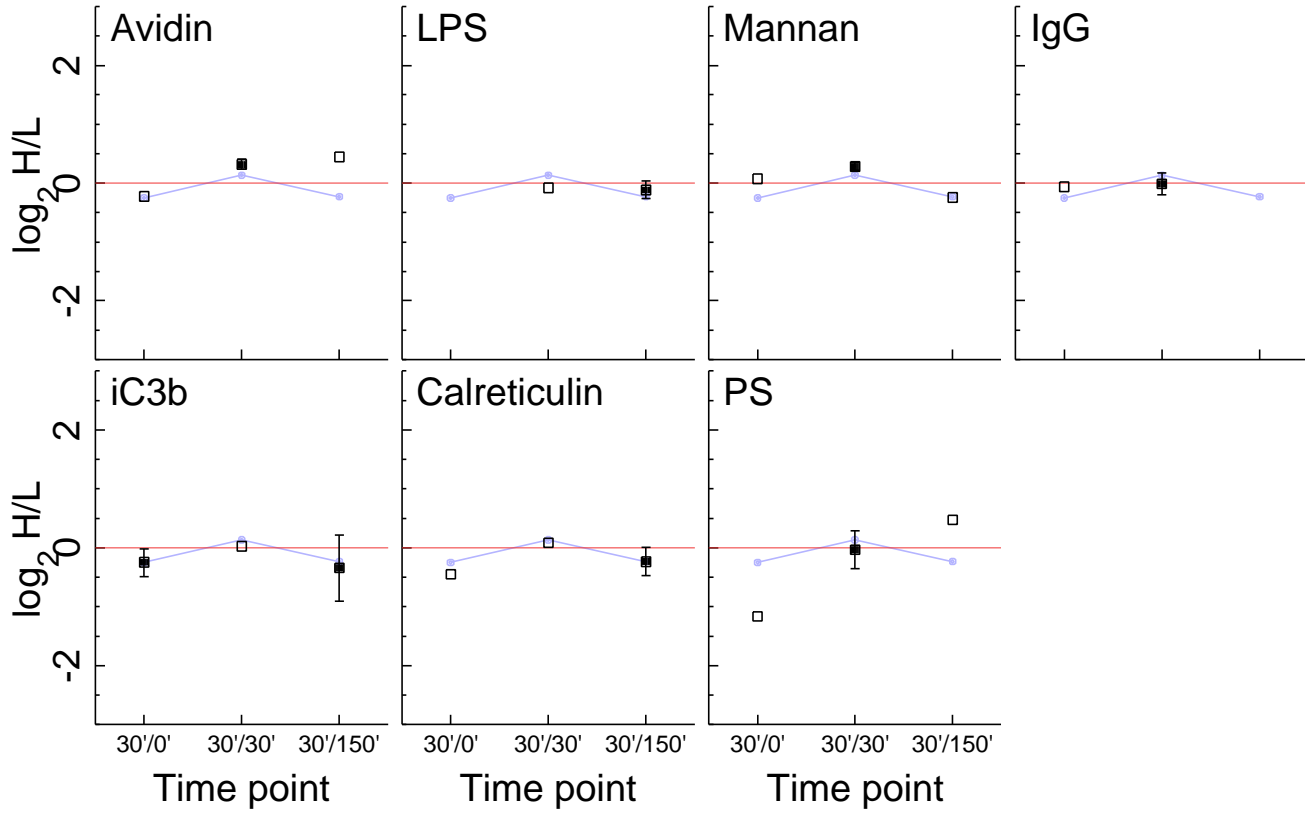 Avidin
LPS
Mannan
IgG
log2 H/L
2
0
-2
iC3b
Calreticulin
PS
log2 H/L
2
0
-2
30'/0' 30'/30' 30'/150'
30'/0' 30'/30' 30'/150'
30'/0' 30'/30' 30'/150'
Time point
Time point
Time point